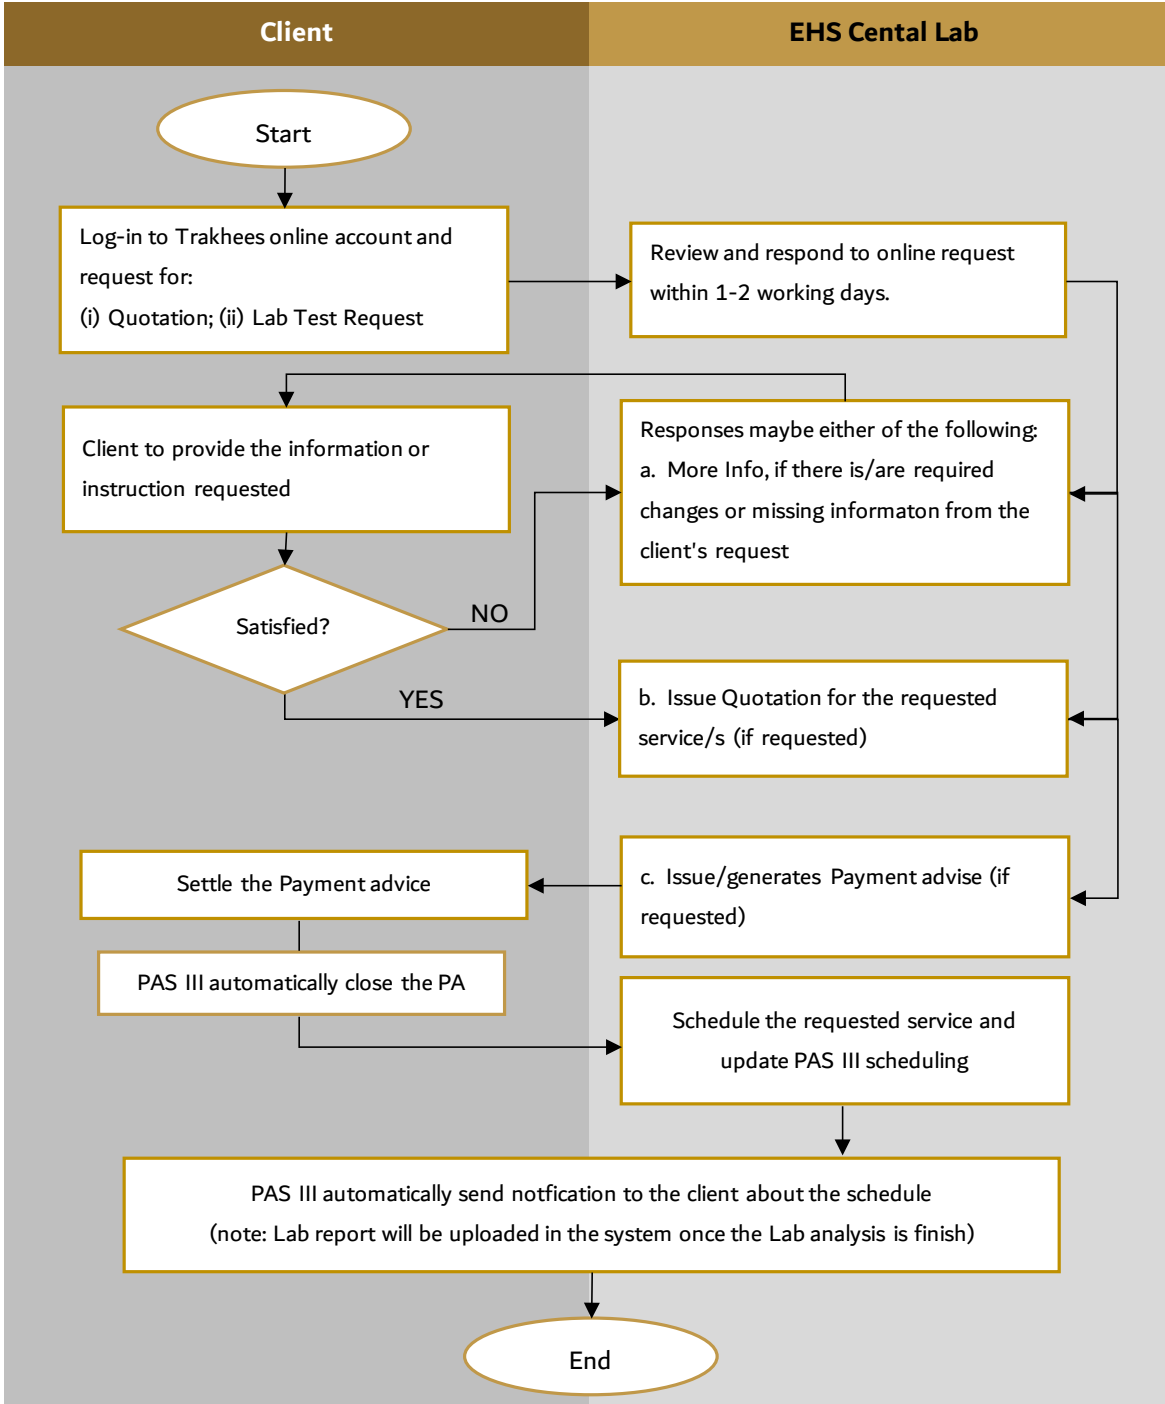 Client
EHS Cental Lab
Start
Log-in to Trakhees online account and
request for:
(i) Quotation; (ii) Lab Test Request
Review and respond to online request
within 1-2 working days.
Client to provide the information or
instruction requested
Responses maybe either of the following:
a. More Info, if there is/are required
changes or missing informaton from the
client's request
Satisfied?
NO
YES
b. Issue Quotation for the requested
service/s (if requested)
Settle the Payment advice
c. Issue/generates Payment advise (if
requested)
PAS III automatically close the PA
Schedule the requested service and
update PAS III scheduling
PAS III automatically send notfication to the client about the schedule
(note: Lab report will be uploaded in the system once the Lab analysis is finish)
End